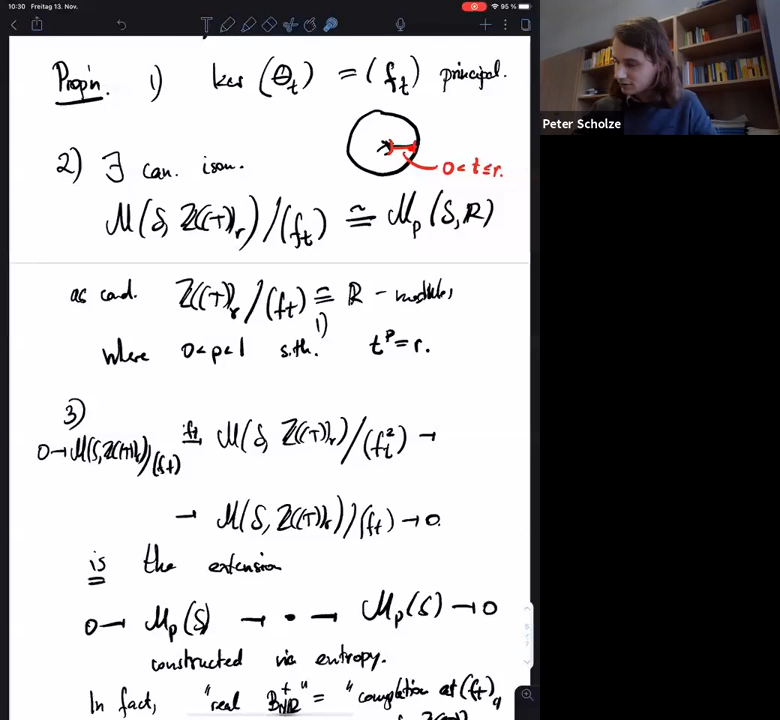 10:30 Freitag 13. Nov.
95 %
Peter Scholze
Prop'n. 1) ker (θ_t) = (f_t) principal.
0 < t ≤ r.
2) ∃ can. isom.
M(S, Z((T))_r)/(f_t) ≅ M_p(S, R)
as cond. Z((T))_r/(f_t) ≅ R - modules,
1)
where 0<p<1 s.th. t^p = r.
3)
0→M(S,Z((T))_r)/(f_t) f_t M(S, Z((T))_r)/(f_t^2) →
→ M(S, Z((T))_r)/(f_t) → 0.
is the extension
0 → M_p(S) → • → M_p(S) → 0
constructed via entropy.
In fact, "real B_dR^+" = "completion at (f_t)